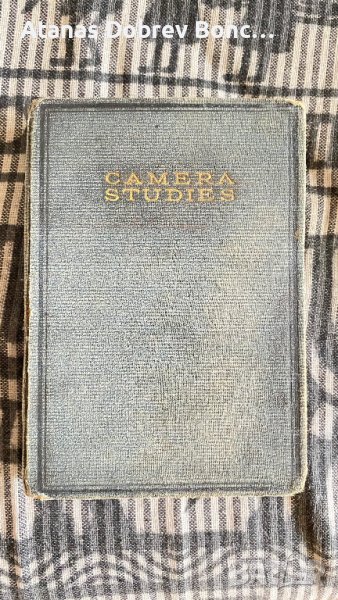 Atanas Dobrev Bonc...
CAMERA
STUDIES